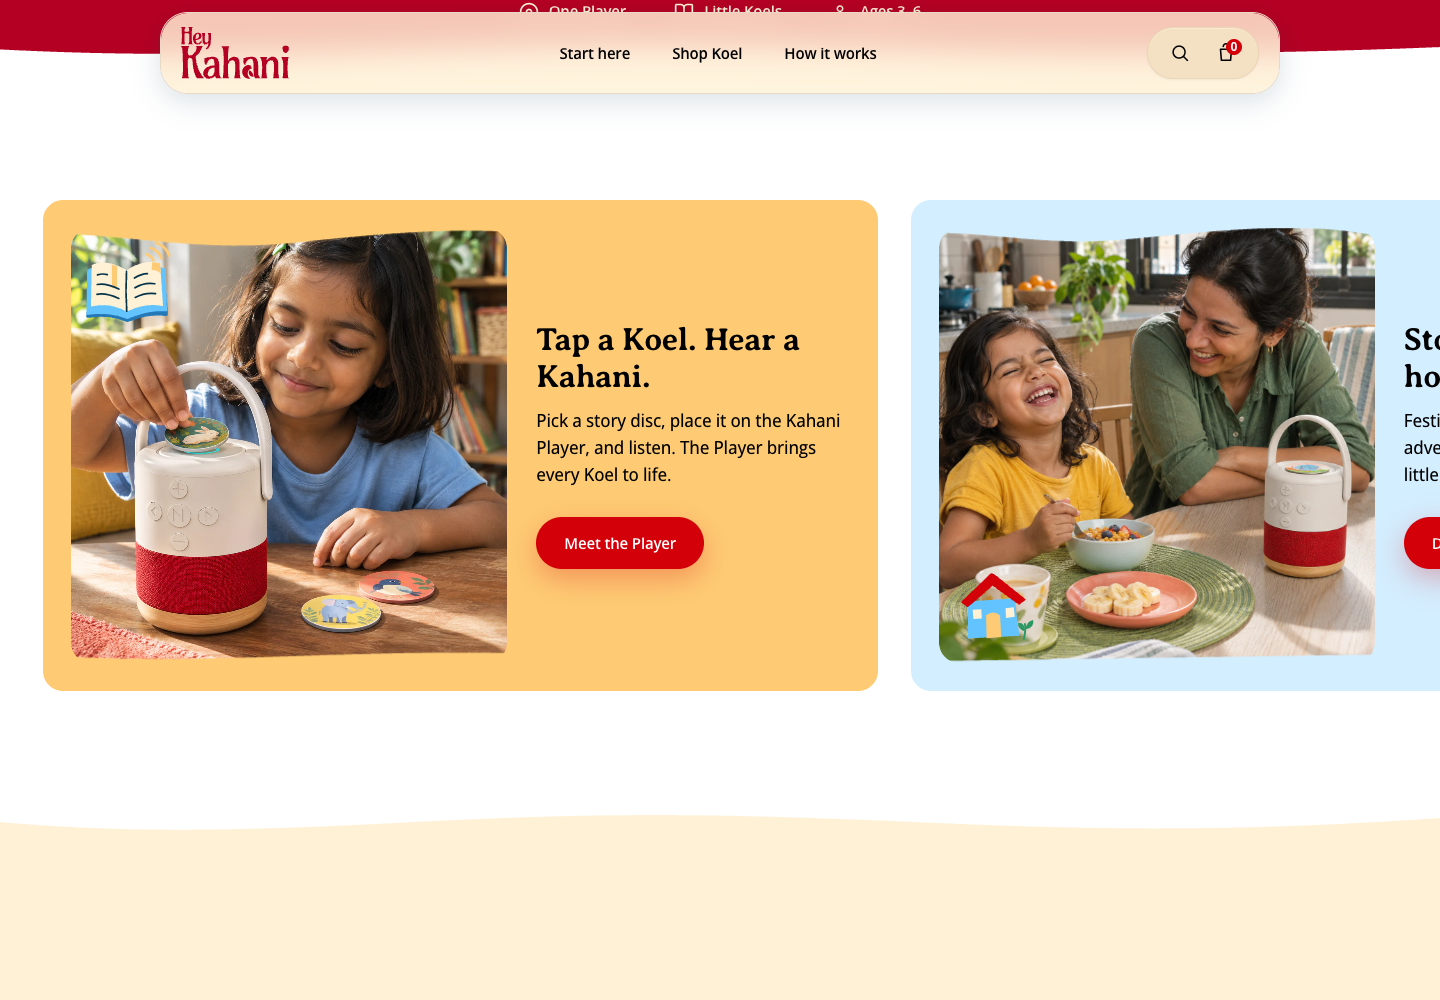 One Player
Little Koels
Ages 3
6
Hey
Kahani
Start here
Shop Koel
How it works
0
Tap a Koel. Hear a
Kahani.
Pick a story disc, place it on the Kahani
Player, and listen. The Player brings
every Koel to life.
Meet the Player